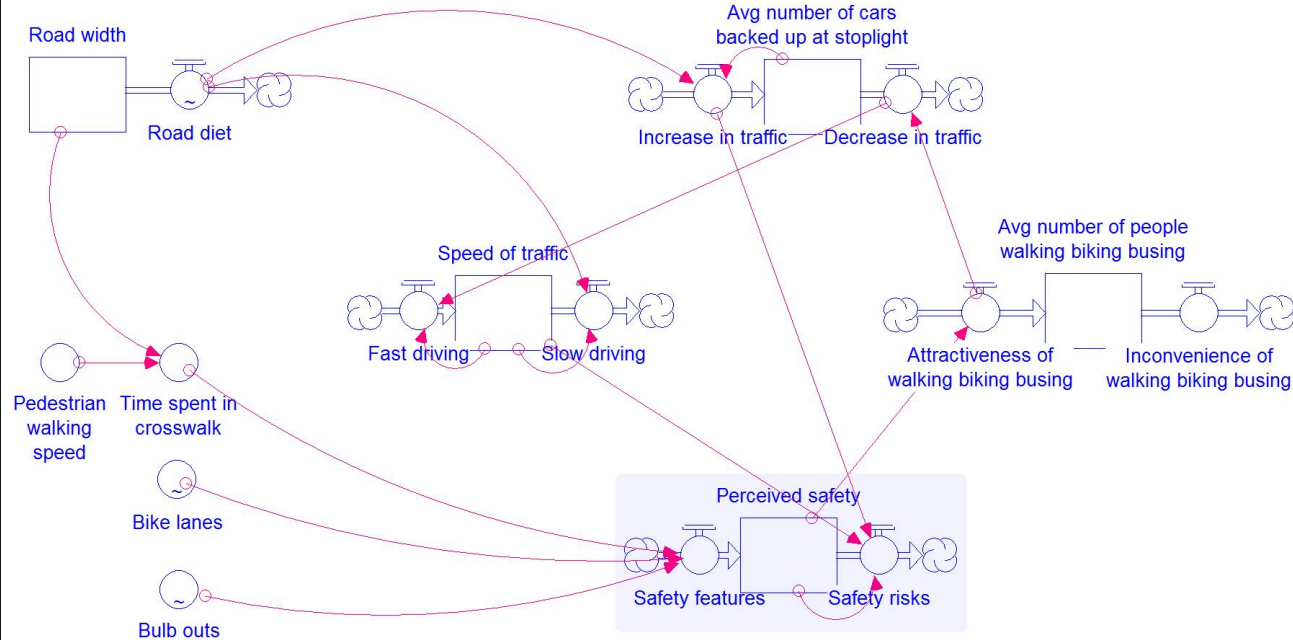 Road width
Road diet
Avg number of cars
backed up at stoplight
Increase in traffic
Decrease in traffic
Speed of traffic
Fast driving
Slow driving
Avg number of people
walking biking busing
Attractiveness of
walking biking busing
Inconvenience of
walking biking busing
Pedestrian
walking
speed
Time spent in
crosswalk
Bike lanes
Bulb outs
Perceived safety
Safety features
Safety risks